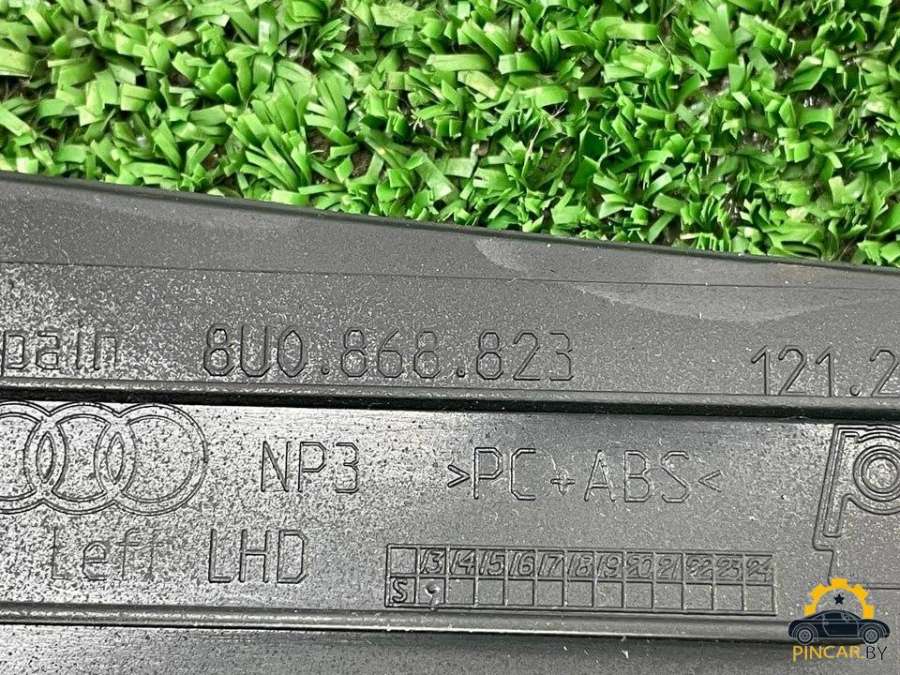 pain 8U0.868.823 121.2
NP3 >PC+ABS<
Left LHD
13 14 15 16 17 18 19 20 21 22 23 24
S
PINCAR.BY